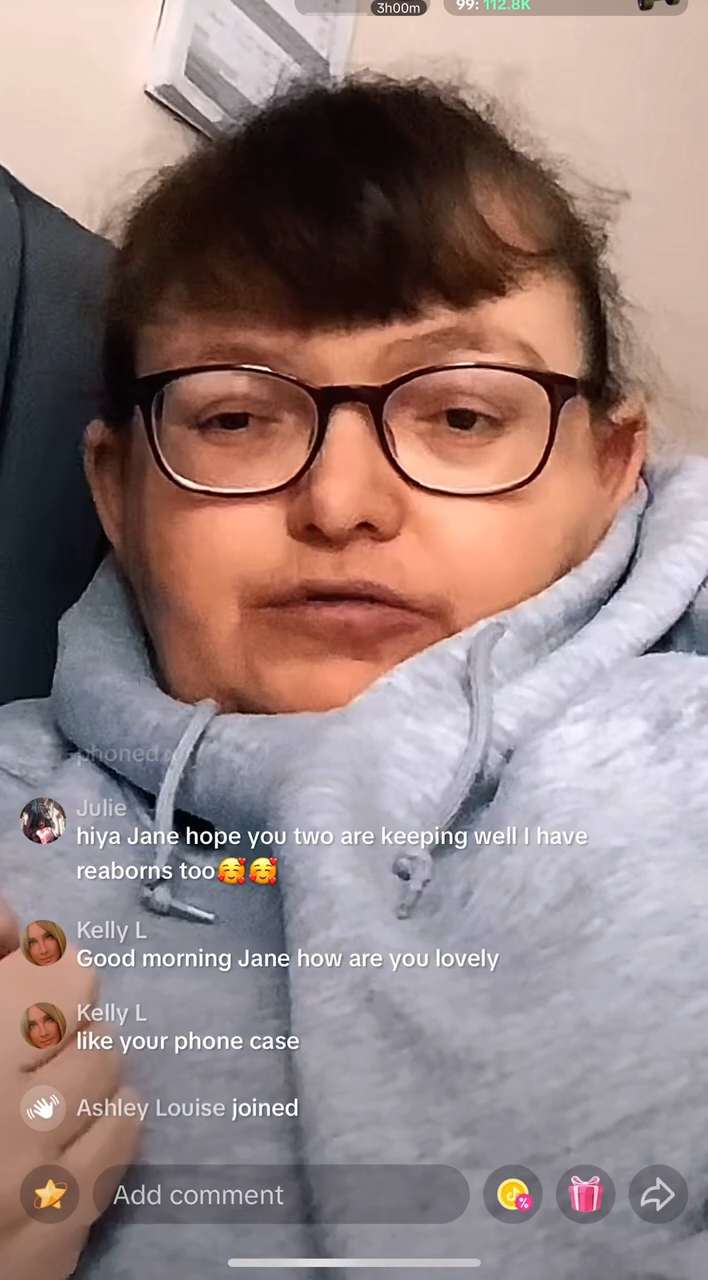 3h00m
99: 112.8K
phoned
Julie
hiya Jane hope you two are keeping well I have
reaborns too🥰🥰
Kelly L
Good morning Jane how are you lovely
Kelly L
like your phone case
Ashley Louise joined
Add comment